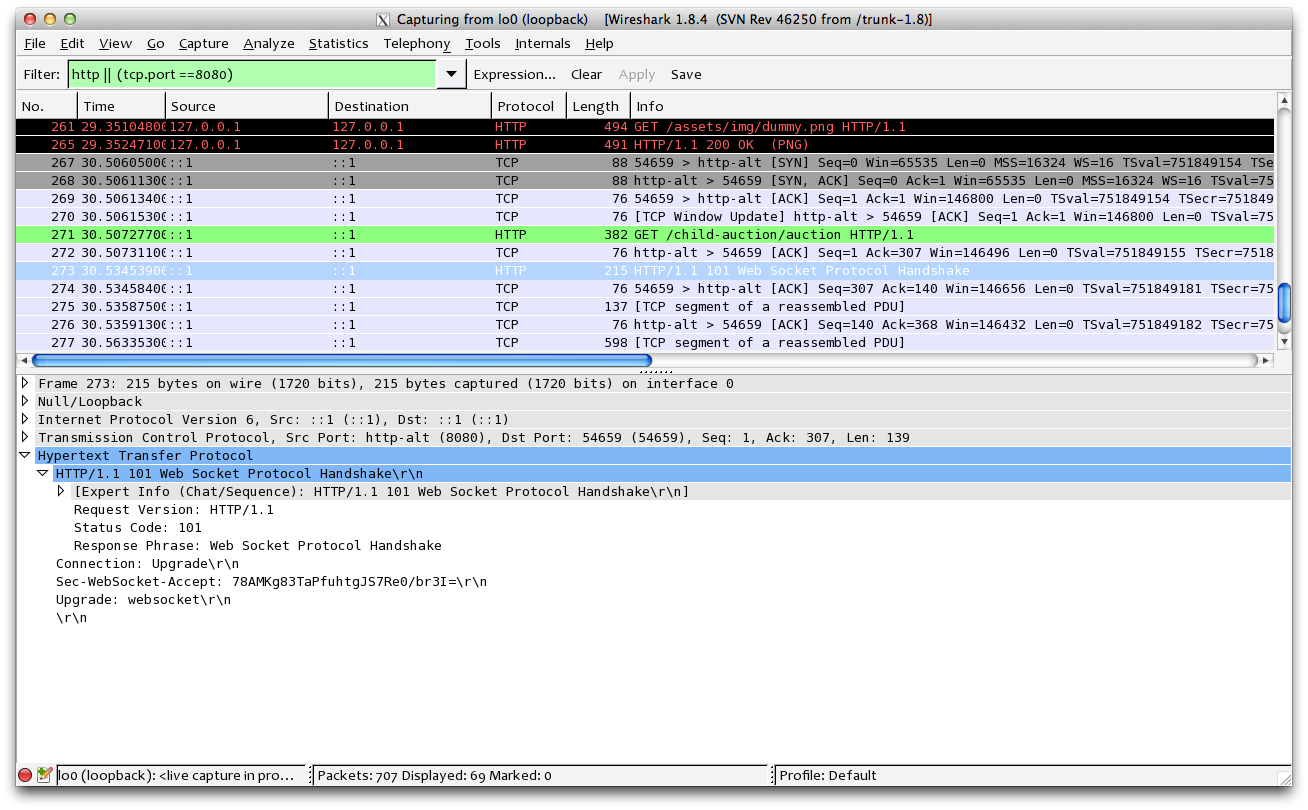 Capturing from lo0 (loopback) [Wireshark 1.8.4 (SVN Rev 46250 from /trunk-1.8)]
File Edit View Go Capture Analyze Statistics Telephony Tools Internals Help
Filter: http || (tcp.port ==8080) Expression... Clear Apply Save
No. Time Source Destination Protocol Length Info
261 29.35104800 127.0.0.1 127.0.0.1 HTTP 494 GET /assets/img/dummy.png HTTP/1.1
265 29.35247100 127.0.0.1 127.0.0.1 HTTP 491 HTTP/1.1 200 OK (PNG)
267 30.50605000 ::1 ::1 TCP 88 54659 > http-alt [SYN] Seq=0 Win=65535 Len=0 MSS=16324 WS=16 TSval=751849154 TSe
268 30.50611300 ::1 ::1 TCP 88 http-alt > 54659 [SYN, ACK] Seq=0 Ack=1 Win=65535 Len=0 MSS=16324 WS=16 TSval=75
269 30.50613400 ::1 ::1 TCP 76 54659 > http-alt [ACK] Seq=1 Ack=1 Win=146800 Len=0 TSval=751849154 TSecr=751849
270 30.50615300 ::1 ::1 TCP 76 [TCP Window Update] http-alt > 54659 [ACK] Seq=1 Ack=1 Win=146800 Len=0 TSval=75
271 30.50727700 ::1 ::1 HTTP 382 GET /child-auction/auction HTTP/1.1
272 30.50731100 ::1 ::1 TCP 76 http-alt > 54659 [ACK] Seq=1 Ack=307 Win=146496 Len=0 TSval=751849155 TSecr=7518
273 30.53453900 ::1 ::1 HTTP 215 HTTP/1.1 101 Web Socket Protocol Handshake
274 30.53458400 ::1 ::1 TCP 76 54659 > http-alt [ACK] Seq=307 Ack=140 Win=146656 Len=0 TSval=751849181 TSecr=75
275 30.53587500 ::1 ::1 TCP 137 [TCP segment of a reassembled PDU]
276 30.53591300 ::1 ::1 TCP 76 http-alt > 54659 [ACK] Seq=140 Ack=368 Win=146432 Len=0 TSval=751849182 TSecr=75
277 30.56335300 ::1 ::1 TCP 598 [TCP segment of a reassembled PDU]
Frame 273: 215 bytes on wire (1720 bits), 215 bytes captured (1720 bits) on interface 0
Null/Loopback
Internet Protocol Version 6, Src: ::1 (::1), Dst: ::1 (::1)
Transmission Control Protocol, Src Port: http-alt (8080), Dst Port: 54659 (54659), Seq: 1, Ack: 307, Len: 139
Hypertext Transfer Protocol
HTTP/1.1 101 Web Socket Protocol Handshake\r\n
[Expert Info (Chat/Sequence): HTTP/1.1 101 Web Socket Protocol Handshake\r\n]
Request Version: HTTP/1.1
Status Code: 101
Response Phrase: Web Socket Protocol Handshake
Connection: Upgrade\r\n
Sec-WebSocket-Accept: 78AMKg83TaPfuhtgJS7Re0/br3I=\r\n
Upgrade: websocket\r\n
\r\n
lo0 (loopback): <live capture in pro... Packets: 707 Displayed: 69 Marked: 0 Profile: Default